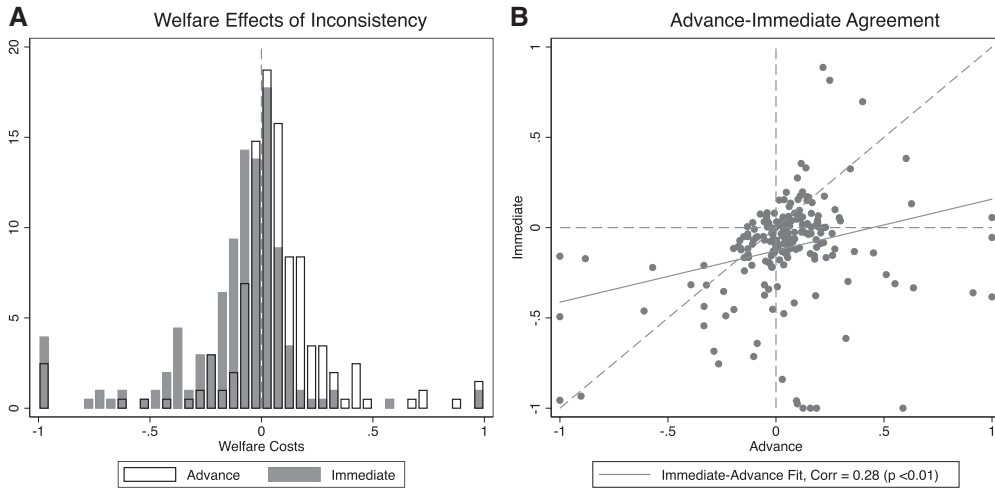 A
Welfare Effects of Inconsistency
20
15
10
5
0
-1
-.5
0
.5
1
Welfare Costs
Advance
Immediate
B
Advance-Immediate Agreement
1
.5
0
-.5
-1
Immediate
-1
-.5
0
.5
1
Advance
Immediate-Advance Fit, Corr = 0.28 (p <0.01)